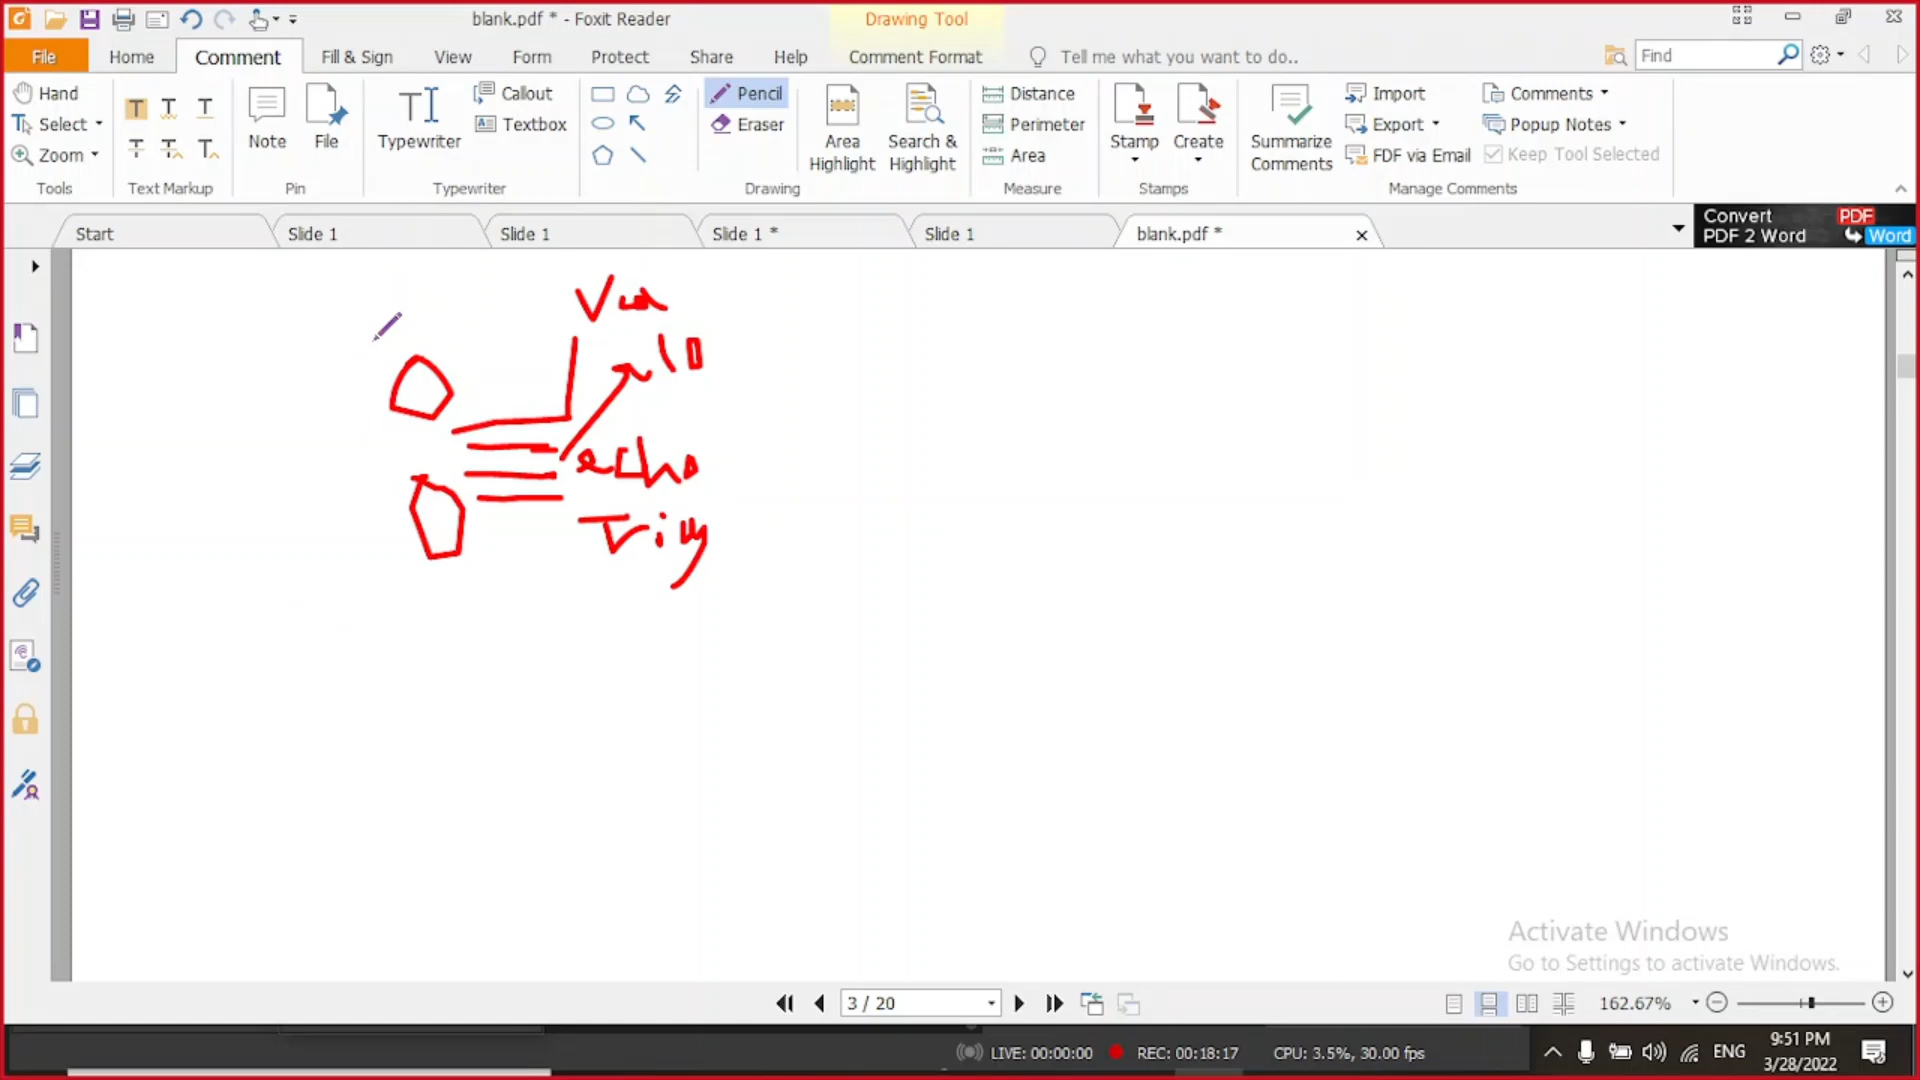 blank.pdf * - Foxit Reader
Drawing Tool
File Home Comment Fill & Sign View Form Protect Share Help Comment Format Tell me what you want to do.. Find
Hand
Select
Zoom
Tools
Text Markup
Note
File
Pin
Typewriter
Callout
Textbox
Typewriter
Pencil
Eraser
Area Highlight
Search & Highlight
Drawing
Distance
Perimeter
Area
Measure
Stamp
Create
Stamps
Summarize Comments
Import
Export
FDF via Email
Comments
Popup Notes
Keep Tool Selected
Manage Comments
Start Slide 1 Slide 1 Slide 1 * Slide 1 blank.pdf *
Convert PDF
PDF 2 Word Word
10
echo
Activate Windows
Go to Settings to activate Windows.
3 / 20
162.67%
LIVE: 00:00:00 REC: 00:18:17 CPU: 3.5%, 30.00 fps
ENG
9:51 PM
3/28/2022